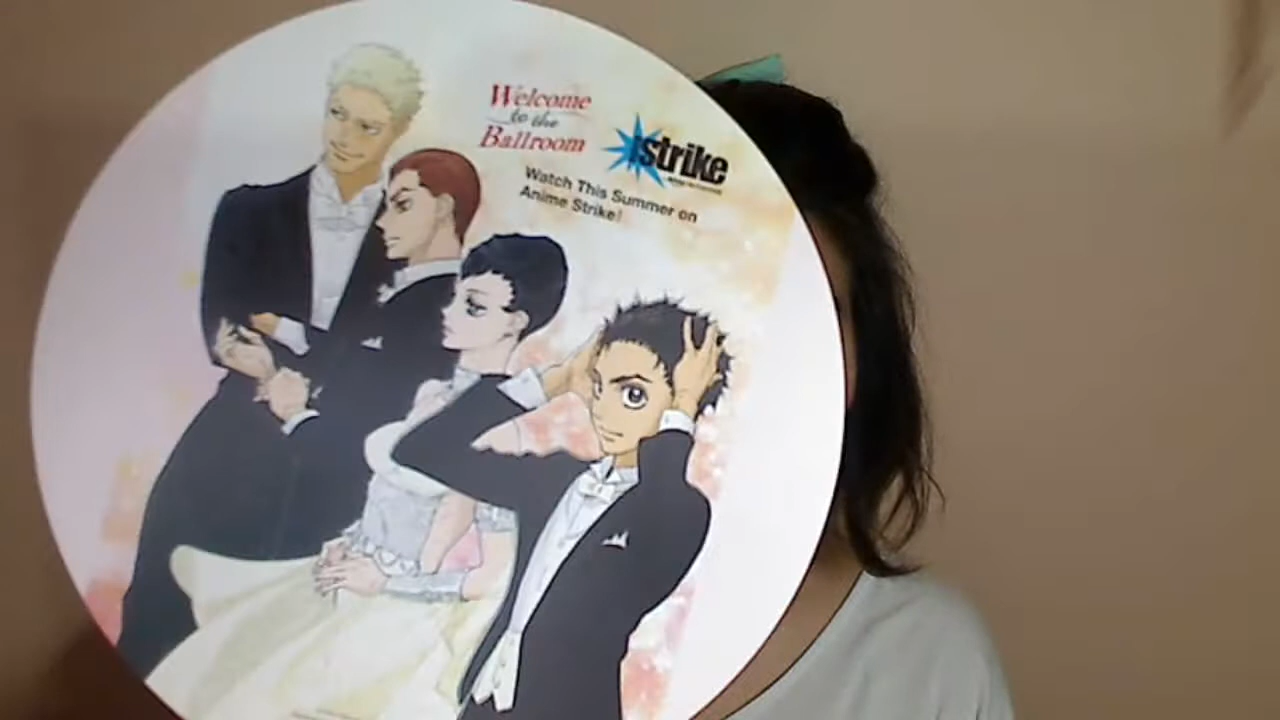 Welcome
to the
Ballroom
strike
Watch This Summer on
Anime Strike!